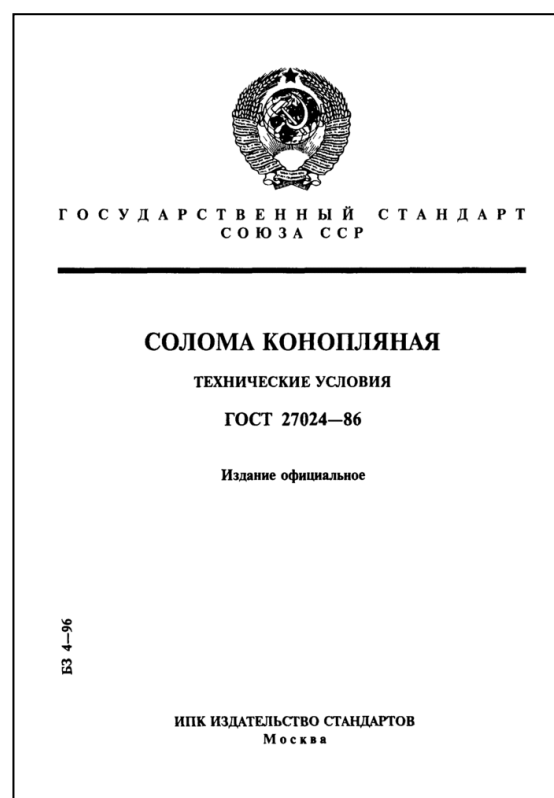 ГОСУДАРСТВЕННЫЙ СТАНДАРТ
СОЮЗА ССР
СОЛОМА КОНОПЛЯНАЯ
ТЕХНИЧЕСКИЕ УСЛОВИЯ
ГОСТ 27024—86
Издание официальное
БЗ 4—96
ИПК ИЗДАТЕЛЬСТВО СТАНДАРТОВ
Москва